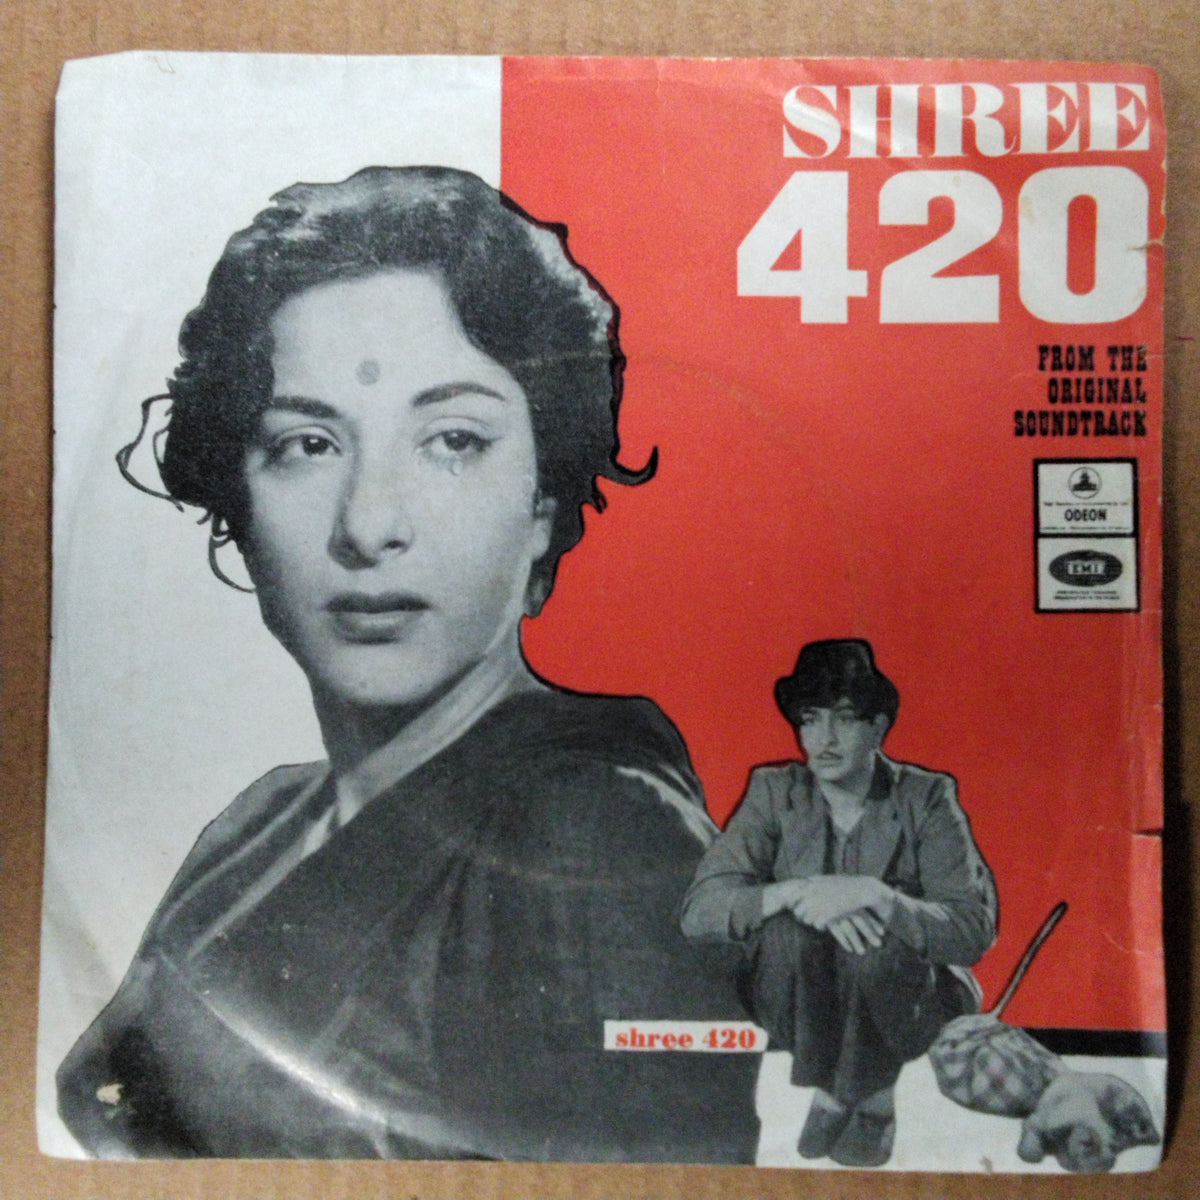 SHREE
420
FROM THE
ORIGINAL
SOUNDTRACK
ODEON
EMI
shree 420